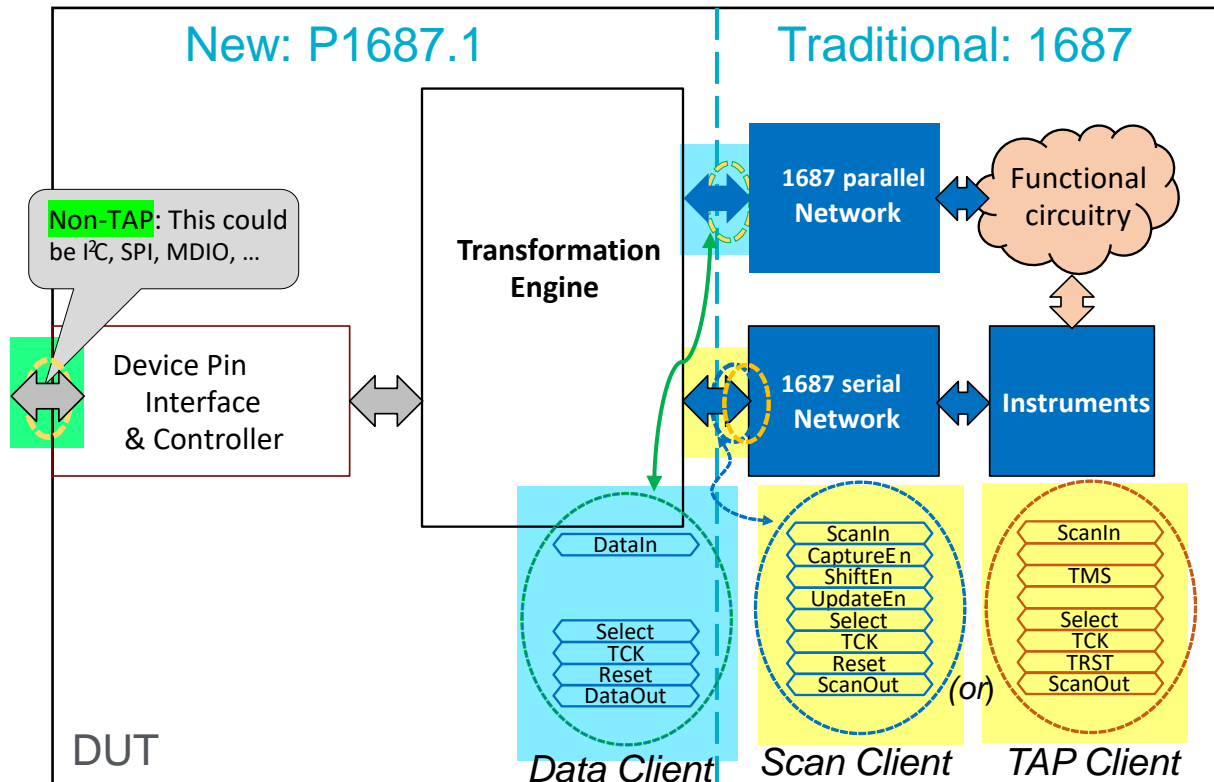 New: P1687.1
Traditional: 1687
Non-TAP: This could
be I²C, SPI, MDIO, ...
Transformation
Engine
1687 parallel
Network
Functional
circuitry
Device Pin
Interface
& Controller
1687 serial
Network
Instruments
DataIn
Select
TCK
Reset
DataOut
ScanIn
CaptureEn
ShiftEn
UpdateEn
Select
TCK
Reset
ScanOut
(or)
ScanIn
TMS
Select
TCK
TRST
ScanOut
DUT
Data Client
Scan Client
TAP Client